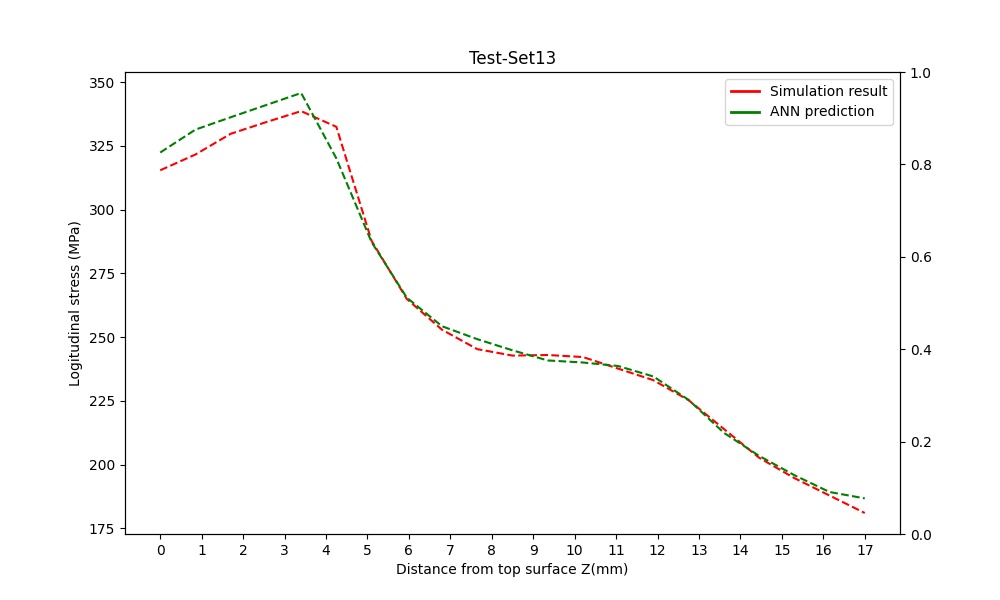 Test-Set13
Simulation result
ANN prediction
Logitudinal stress (MPa)
350
325
300
275
250
225
200
175
1.0
0.8
0.6
0.4
0.2
0.0
0 1 2 3 4 5 6 7 8 9 10 11 12 13 14 15 16 17
Distance from top surface Z(mm)